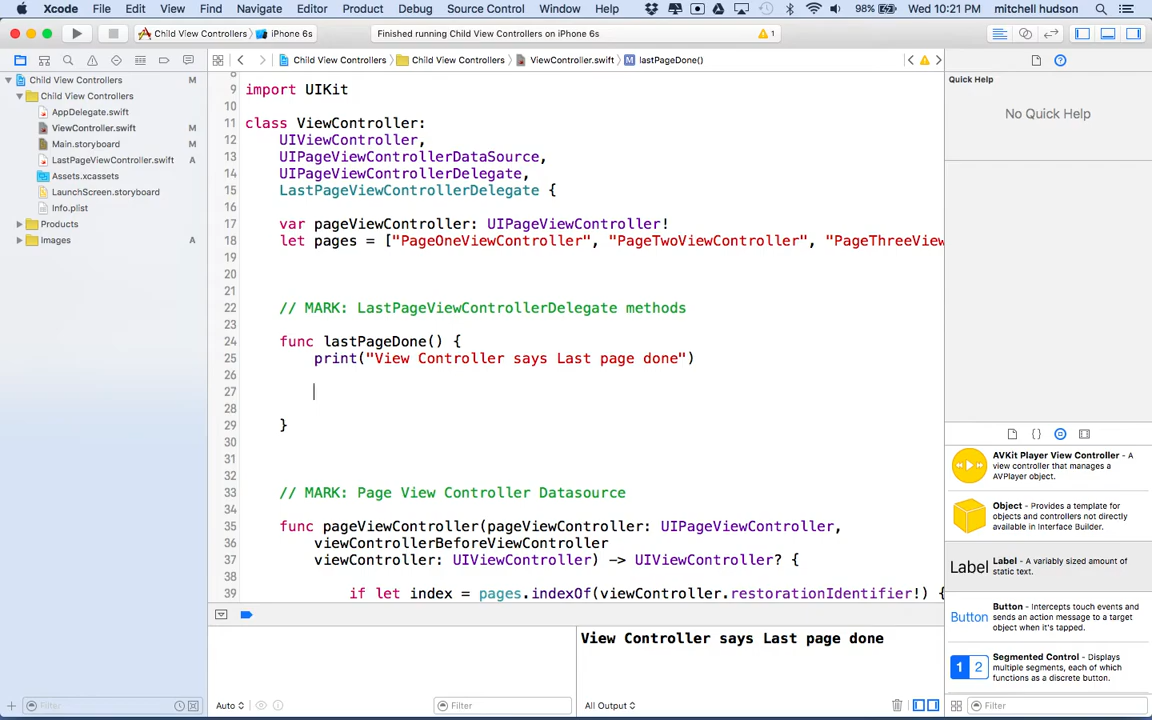 Xcode File Edit View Find Navigate Editor Product Debug Source Control Window Help 98% Wed 10:21 PM mitchell hudson
Child View Controllers iPhone 6s Finished running Child View Controllers on iPhone 6s 1
Child View Controllers Child View Controllers ViewController.swift M lastPageDone()
Child View Controllers M
Child View Controllers
AppDelegate.swift
ViewController.swift M
Main.storyboard M
LastPageViewController.swift A
Assets.xcassets
LaunchScreen.storyboard
Info.plist
Products
Images A
Filter
8
9 import UIKit
10
11 class ViewController:
12 UIViewController,
13 UIPageViewControllerDataSource,
14 UIPageViewControllerDelegate,
15 LastPageViewControllerDelegate {
16
17 var pageViewController: UIPageViewController!
18 let pages = ["PageOneViewController", "PageTwoViewController", "PageThreeView
19
20
21
22 // MARK: LastPageViewControllerDelegate methods
23
24 func lastPageDone() {
25 print("View Controller says Last page done")
26
27
28
29 }
30
31
32
33 // MARK: Page View Controller Datasource
34
35 func pageViewController(pageViewController: UIPageViewController,
36 viewControllerBeforeViewController
37 viewController: UIViewController) -> UIViewController? {
38
39 if let index = pages.indexOf(viewController.restorationIdentifier!) {
View Controller says Last page done
Auto Filter All Output
Quick Help
No Quick Help
{ }
AVKit Player View Controller - A
view controller that manages a
AVPlayer object.
Object - Provides a template for
objects and controllers not directly
available in Interface Builder.
Label Label - A variably sized amount of
static text.
Button Button - Intercepts touch events and
sends an action message to a target
object when it's tapped.
1 2 Segmented Control - Displays
multiple segments, each of which
functions as a discrete button.
Filter